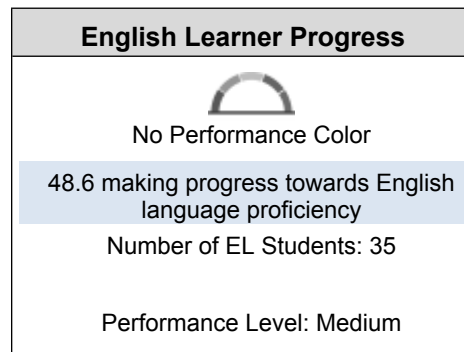 English Learner Progress
No Performance Color
48.6 making progress towards English
language proficiency
Number of EL Students: 35
Performance Level: Medium